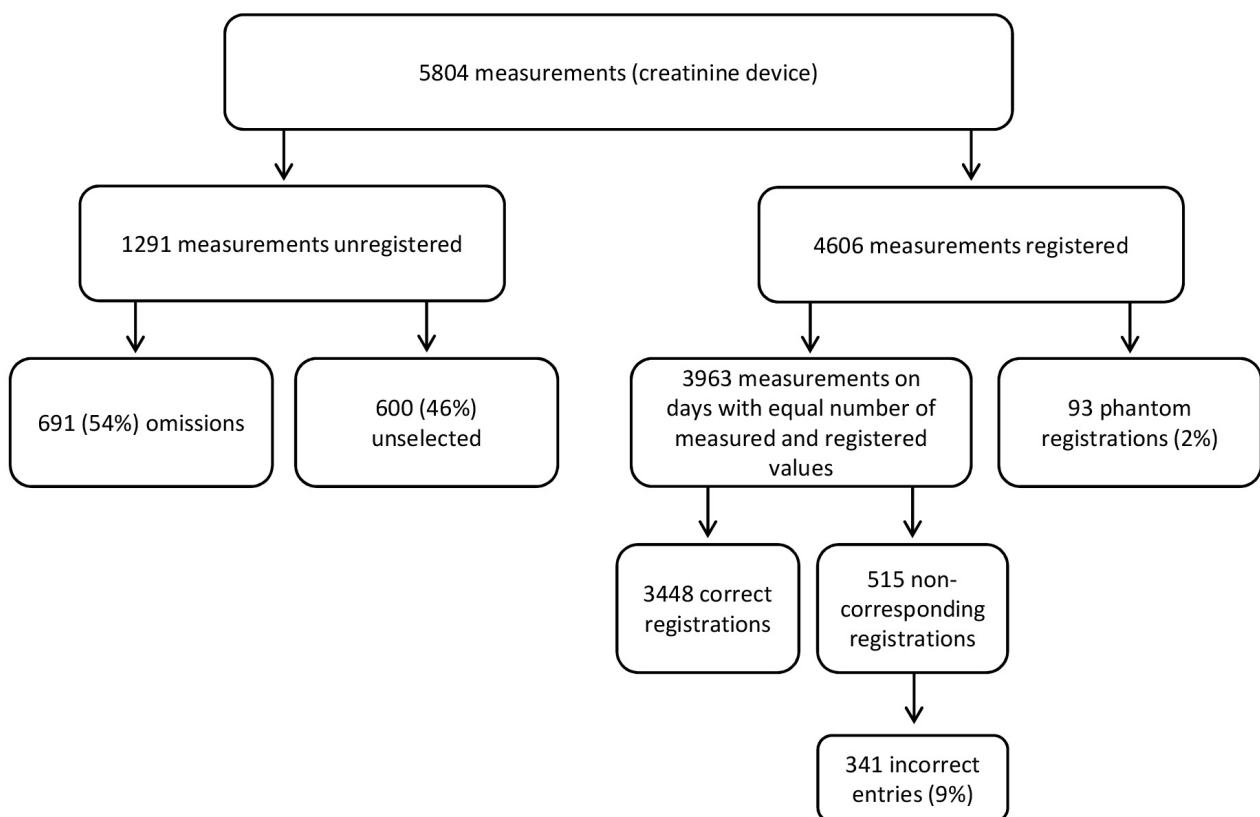 5804 measurements (creatinine device)
1291 measurements unregistered
4606 measurements registered
691 (54%) omissions
600 (46%)
unselected
3963 measurements on
days with equal number of
measured and registered
values
93 phantom
registrations (2%)
3448 correct
registrations
515 non-
corresponding
registrations
341 incorrect
entries (9%)